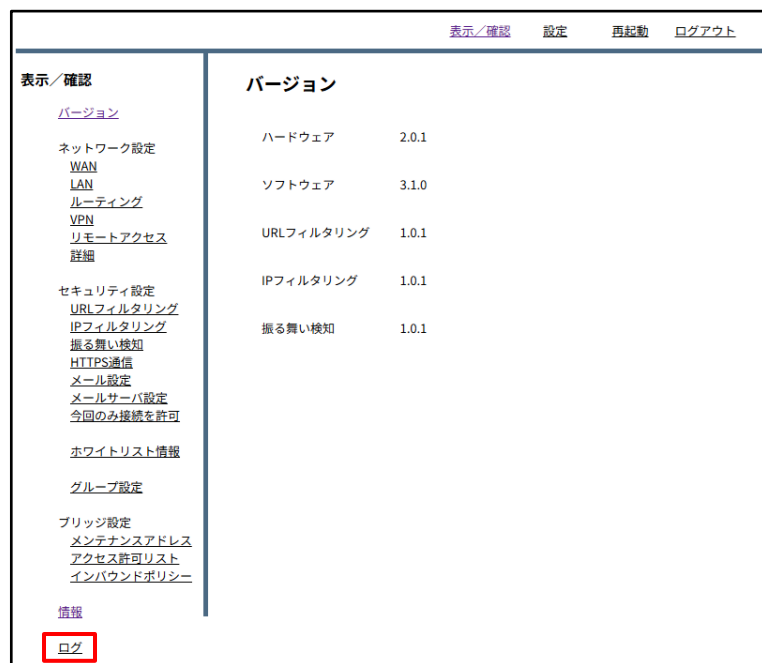 表示／確認 設定 再起動 ログアウト
表示／確認
バージョン
ネットワーク設定
WAN
LAN
ルーティング
VPN
リモートアクセス
詳細
セキュリティ設定
URLフィルタリング
IPフィルタリング
振る舞い検知
HTTPS通信
メール設定
メールサーバ設定
今回のみ接続を許可
ホワイトリスト情報
グループ設定
ブリッジ設定
メンテナンスアドレス
アクセス許可リスト
インバウンドポリシー
情報
ログ
バージョン
ハードウェア 2.0.1
ソフトウェア 3.1.0
URLフィルタリング 1.0.1
IPフィルタリング 1.0.1
振る舞い検知 1.0.1